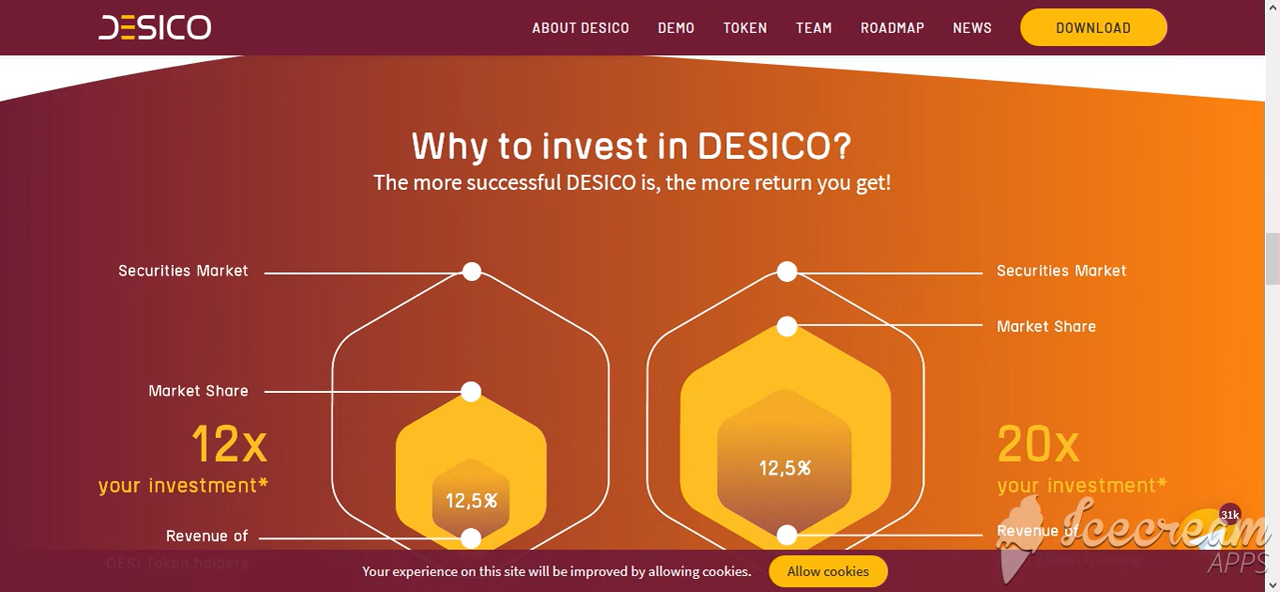 DESICO
ABOUT DESICO DEMO TOKEN TEAM ROADMAP NEWS DOWNLOAD
Why to invest in DESICO?
The more successful DESICO is, the more return you get!
Securities Market
Market Share
12x
your investment*
Revenue of
DESI Token holders
12,5%
12,5%
Securities Market
Market Share
20x
your investment*
Revenue of
31k
Icecream
APPS
Your experience on this site will be improved by allowing cookies.
Allow cookies